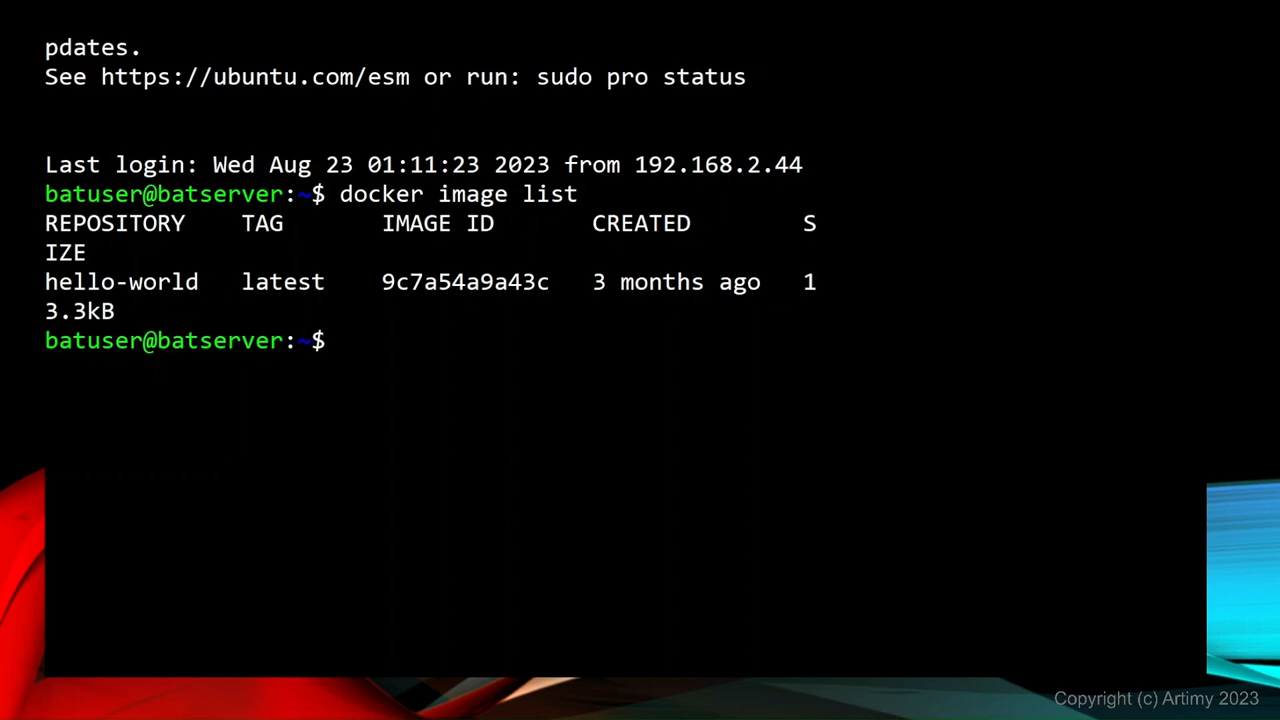 pdates.
See https://ubuntu.com/esm or run: sudo pro status
Last login: Wed Aug 23 01:11:23 2023 from 192.168.2.44
batuser@batserver:~$ docker image list
REPOSITORY    TAG       IMAGE ID       CREATED        S
IZE
hello-world   latest    9c7a54a9a43c   3 months ago   1
3.3kB
batuser@batserver:~$
Copyright (c) Artimy 2023